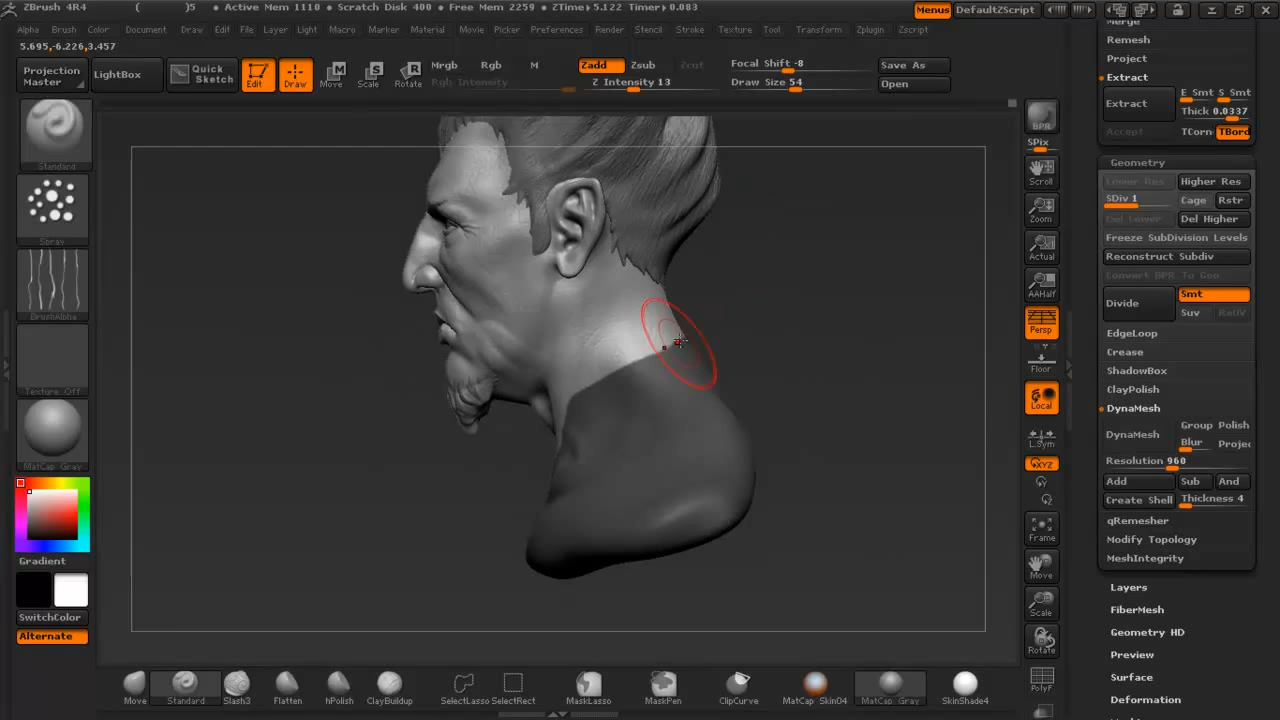 ZBrush 4R4 ( )5 • Active Mem 1110 • Scratch Disk 400 • Free Mem 2259 • ZTime▸5.122 Timer▸0.083
Menus
DefaultZScript
Alpha Brush Color Document Draw Edit File Layer Light Macro Marker Material Movie Picker Preferences Render Stencil Stroke Texture Tool Transform Zplugin Zscript
5.695,-6.226,3.457
Projection Master
LightBox
Quick Sketch
Edit
Draw
Move
Scale
Rotate
Mrgb Rgb M
Rgb Intensity
Zadd Zsub Zcut
Z Intensity 13
Focal Shift -8
Draw Size 54
Save As
Open
Standard
Spray
BrushAlpha
Texture Off
MatCap Gray
Gradient
SwitchColor
Alternate
BPR
SPix
Scroll
Zoom
Actual
AAHalf
Persp
Floor
Local
L.Sym
XYZ
Frame
Move
Scale
Rotate
PolyF
Merge
Remesh
Project
Extract
Extract
E Smt S Smt
Thick 0.0337
Accept TCorn TBord
Geometry
Lower Res Higher Res
SDiv 1 Cage Rstr
Del Lower Del Higher
Freeze SubDivision Levels
Reconstruct Subdiv
Convert BPR To Geo
Divide
Smt
Suv ReUV
EdgeLoop
Crease
ShadowBox
ClayPolish
DynaMesh
DynaMesh
Group Polish
Blur Projec
Resolution 960
Add Sub And
Create Shell Thickness 4
qRemesher
Modify Topology
MeshIntegrity
Layers
FiberMesh
Geometry HD
Preview
Surface
Deformation
Move Standard Slash3 Flatten hPolish ClayBuildup SelectLasso SelectRect MaskLasso MaskPen ClipCurve MatCap Skin04 MatCap Gray SkinShade4